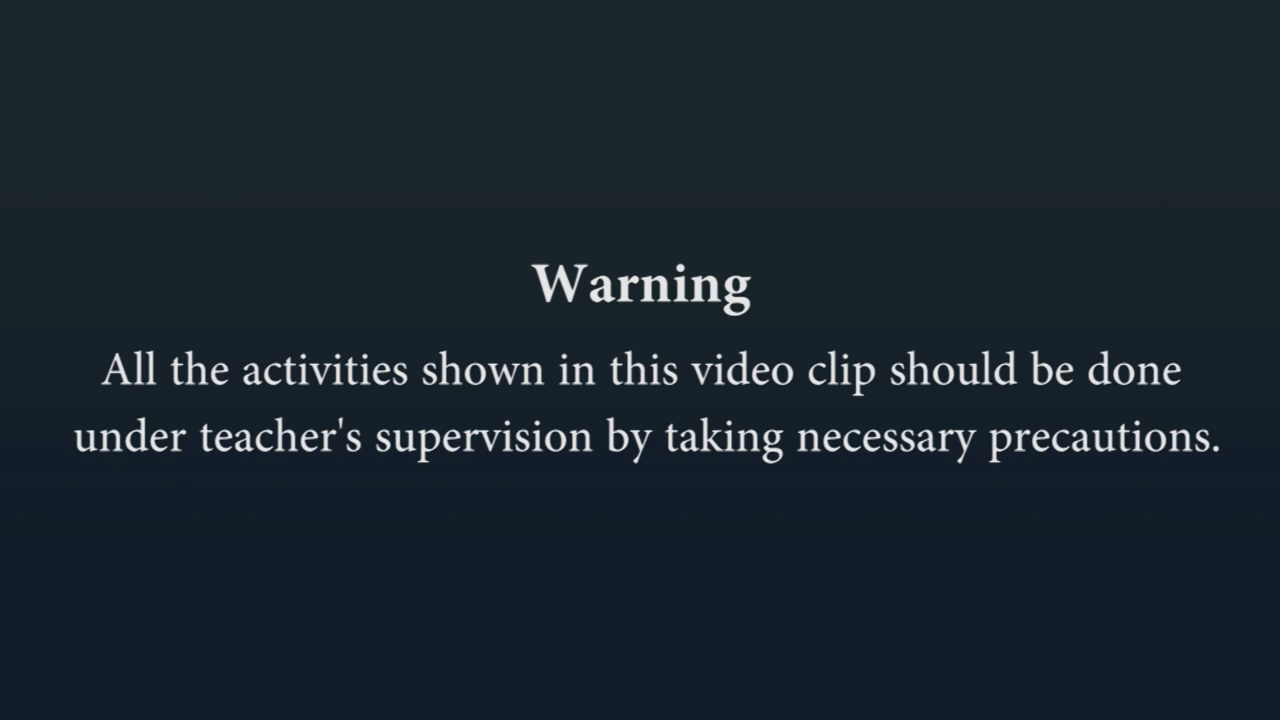 Warning
All the activities shown in this video clip should be done
under teacher's supervision by taking necessary precautions.